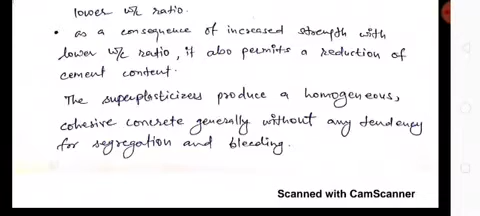 lower w/c ratio.
• as a consequence of increased strength with
lower w/c ratio, it also permits a reduction of
cement content.
The superplasticizers produce a homogeneous,
cohesive concrete generally without any tendency
for segregation and bleeding.
Scanned with CamScanner